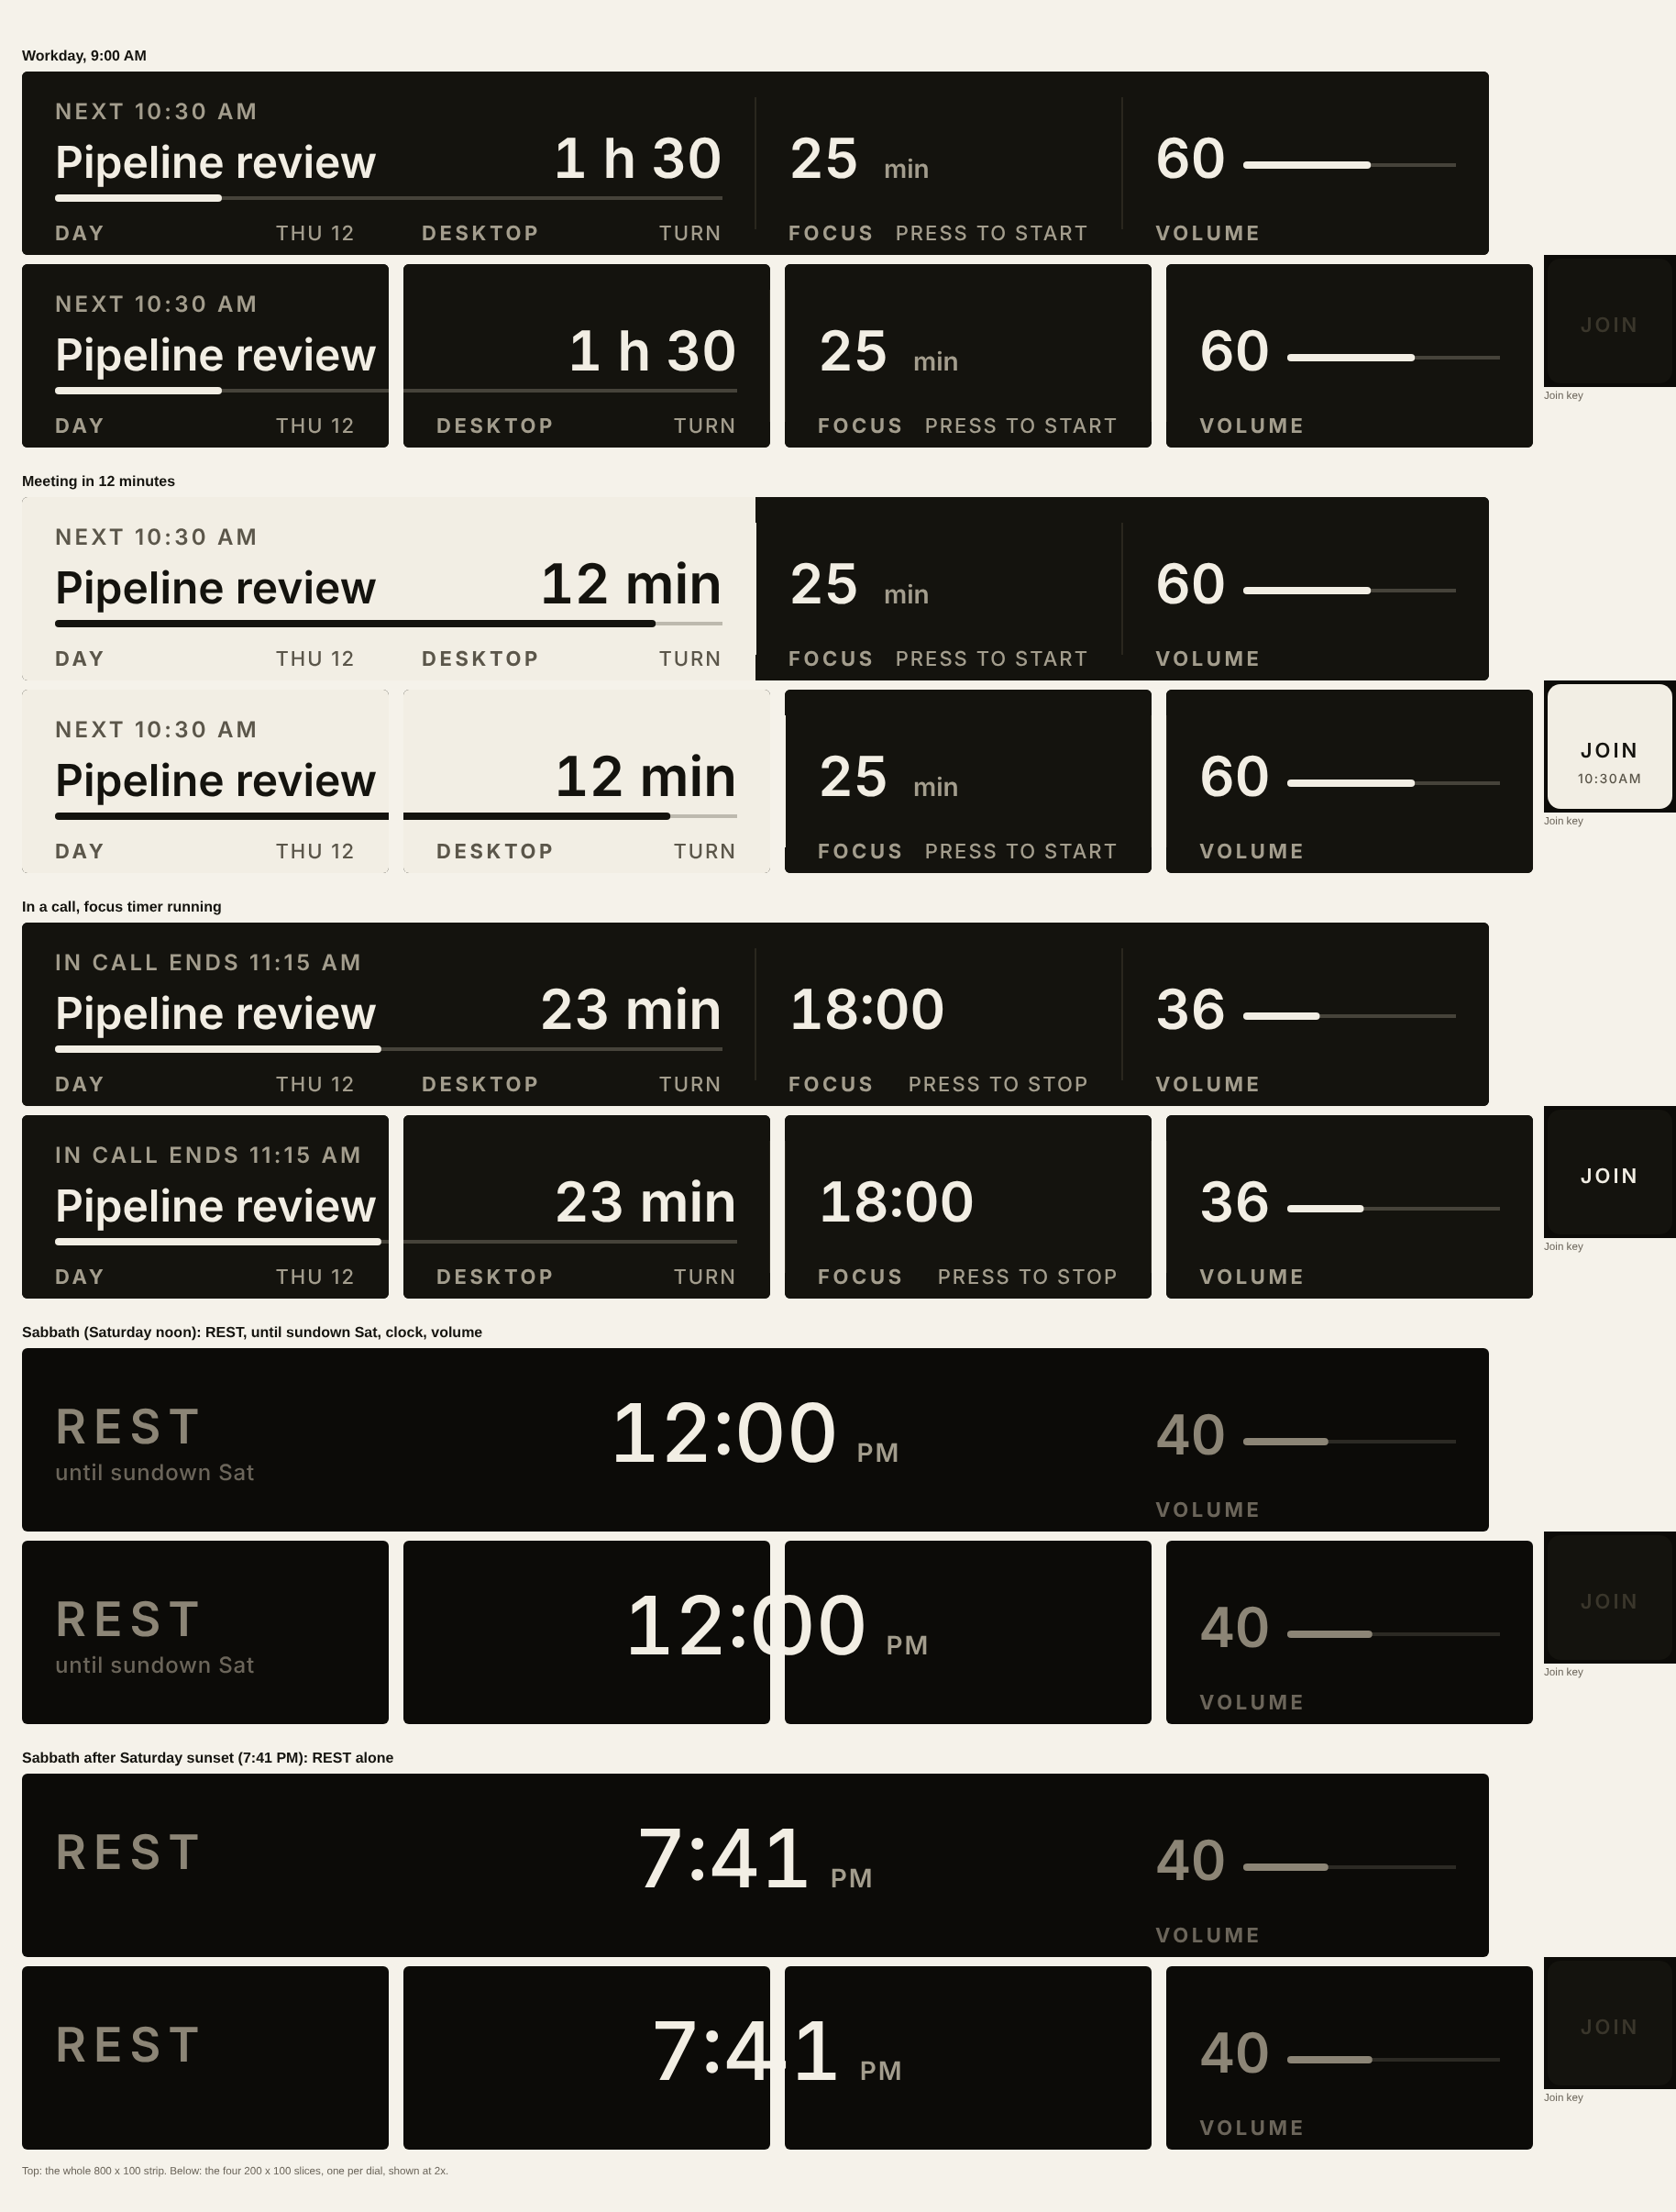 Workday, 9:00 AM
NEXT 10:30 AM
Pipeline review 1 h 30 25 min 60
DAY THU 12 DESKTOP TURN FOCUS PRESS TO START VOLUME
NEXT 10:30 AM
Pipeline review 1 h 30 25 min 60 JOIN
Join key
DAY THU 12 DESKTOP TURN FOCUS PRESS TO START VOLUME
Meeting in 12 minutes
NEXT 10:30 AM
Pipeline review 12 min 25 min 60
DAY THU 12 DESKTOP TURN FOCUS PRESS TO START VOLUME
NEXT 10:30 AM
Pipeline review 12 min 25 min 60 JOIN
10:30AM
Join key
DAY THU 12 DESKTOP TURN FOCUS PRESS TO START VOLUME
In a call, focus timer running
IN CALL ENDS 11:15 AM
Pipeline review 23 min 18:00 36
DAY THU 12 DESKTOP TURN FOCUS PRESS TO STOP VOLUME
IN CALL ENDS 11:15 AM
Pipeline review 23 min 18:00 36 JOIN
Join key
DAY THU 12 DESKTOP TURN FOCUS PRESS TO STOP VOLUME
Sabbath (Saturday noon): REST, until sundown Sat, clock, volume
REST 12:00 PM 40
until sundown Sat
VOLUME
REST 12:00 PM 40 JOIN
until sundown Sat
Join key
VOLUME
Sabbath after Saturday sunset (7:41 PM): REST alone
REST 7:41 PM 40
VOLUME
REST 7:41 PM 40 JOIN
Join key
VOLUME
Top: the whole 800 x 100 strip. Below: the four 200 x 100 slices, one per dial, shown at 2x.